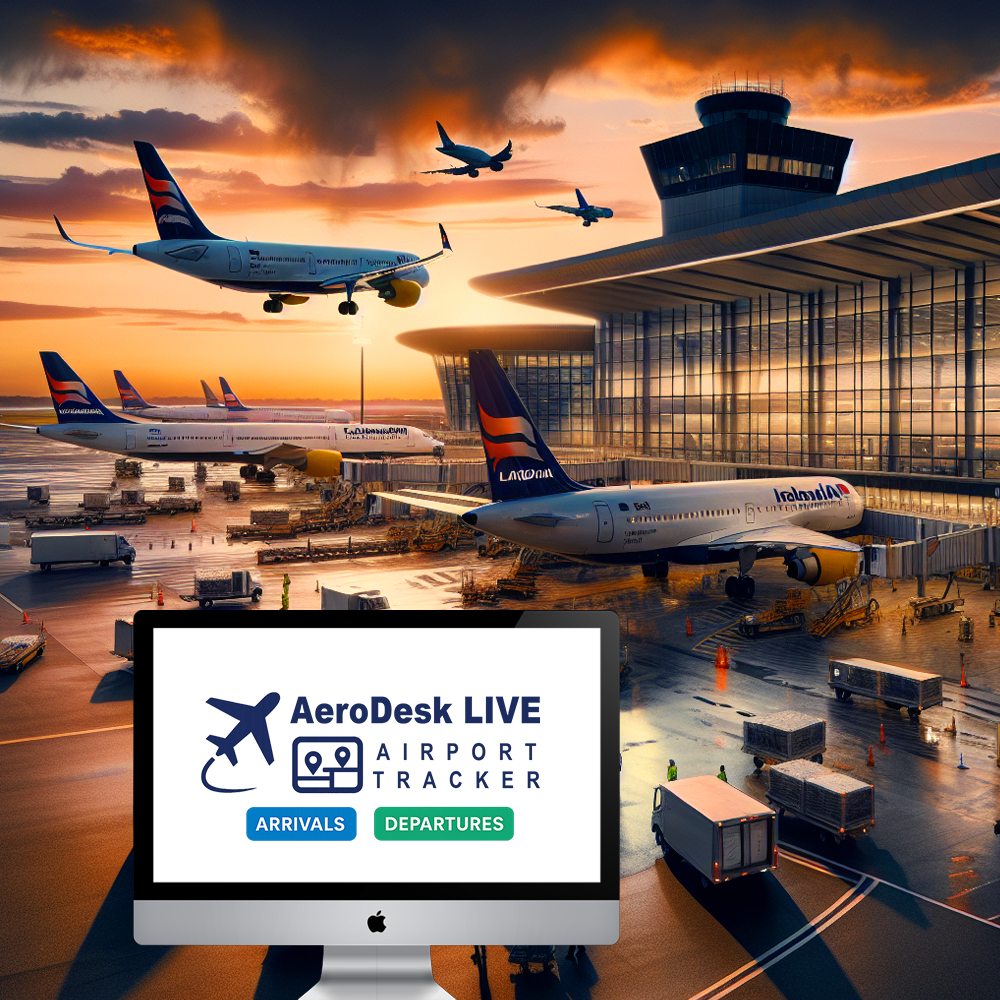 AeroDesk LIVE
AIRPORT
TRACKER
ARRIVALS
DEPARTURES